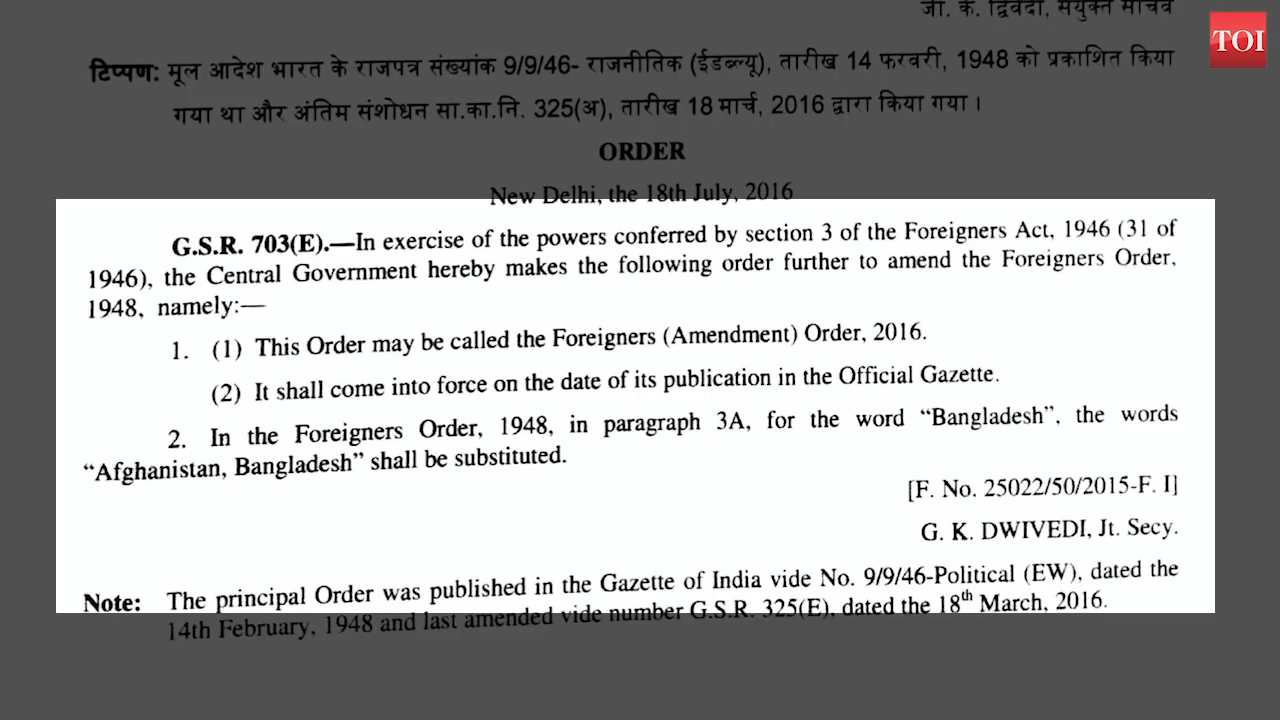 जी. के. द्विवेदी, संयुक्त सचिव
TOI
टिप्पण: मूल आदेश भारत के राजपत्र संख्यांक 9/9/46- राजनीतिक (ईडब्ल्यू), तारीख 14 फरवरी, 1948 को प्रकाशित किया
गया था और अंतिम संशोधन सा.का.नि. 325(अ), तारीख 18 मार्च, 2016 द्वारा किया गया।
ORDER
New Delhi, the 18th July, 2016
G.S.R. 703(E).—In exercise of the powers conferred by section 3 of the Foreigners Act, 1946 (31 of
1946), the Central Government hereby makes the following order further to amend the Foreigners Order,
1948, namely:—
1. (1) This Order may be called the Foreigners (Amendment) Order, 2016.
(2) It shall come into force on the date of its publication in the Official Gazette.
2. In the Foreigners Order, 1948, in paragraph 3A, for the word “Bangladesh”, the words
“Afghanistan, Bangladesh” shall be substituted.
[F. No. 25022/50/2015-F. I]
G. K. DWIVEDI, Jt. Secy.
Note: The principal Order was published in the Gazette of India vide No. 9/9/46-Political (EW), dated the
14th February, 1948 and last amended vide number G.S.R. 325(E), dated the 18th March, 2016.